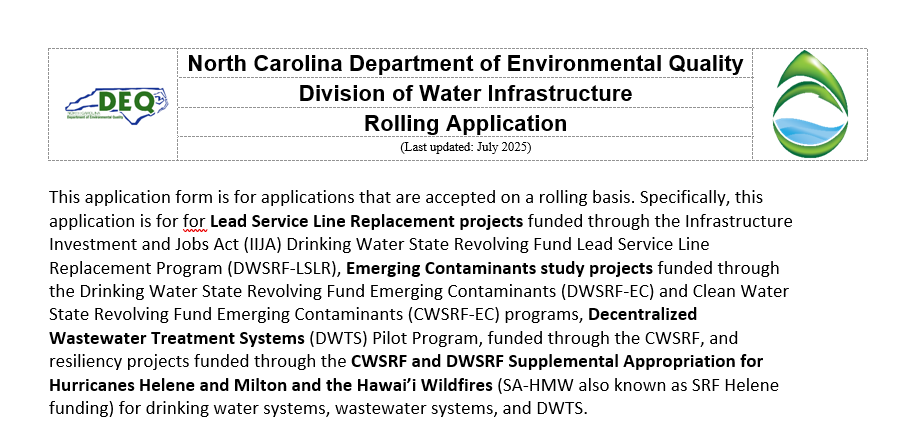 DEQ
NORTH CAROLINA
Department of Environmental Quality
North Carolina Department of Environmental Quality
Division of Water Infrastructure
Rolling Application
(Last updated: July 2025)
This application form is for applications that are accepted on a rolling basis. Specifically, this
application is for for Lead Service Line Replacement projects funded through the Infrastructure
Investment and Jobs Act (IIJA) Drinking Water State Revolving Fund Lead Service Line
Replacement Program (DWSRF-LSLR), Emerging Contaminants study projects funded through
the Drinking Water State Revolving Fund Emerging Contaminants (DWSRF-EC) and Clean Water
State Revolving Fund Emerging Contaminants (CWSRF-EC) programs, Decentralized
Wastewater Treatment Systems (DWTS) Pilot Program, funded through the CWSRF, and
resiliency projects funded through the CWSRF and DWSRF Supplemental Appropriation for
Hurricanes Helene and Milton and the Hawai’i Wildfires (SA-HMW also known as SRF Helene
funding) for drinking water systems, wastewater systems, and DWTS.